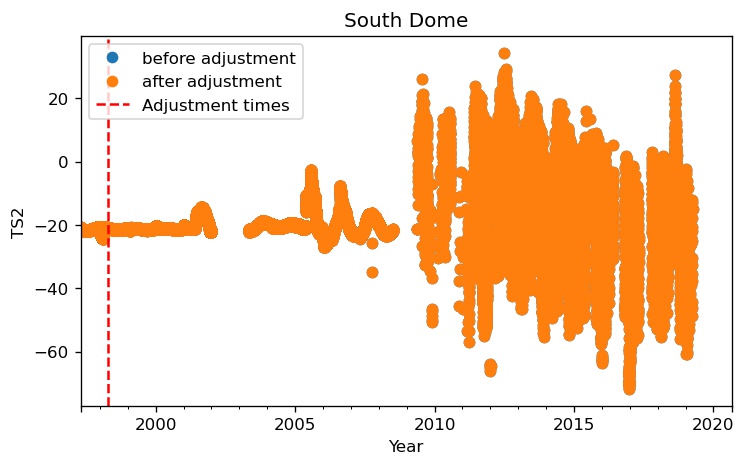 South Dome
before adjustment
after adjustment
Adjustment times
TS2
20
0
−20
−40
−60
2000
2005
2010
2015
2020
Year